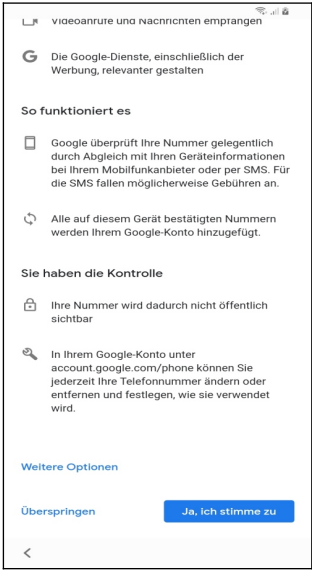 Videoanrufe und Nachrichten empfangen
Die Google-Dienste, einschließlich der
Werbung, relevanter gestalten
So funktioniert es
Google überprüft Ihre Nummer gelegentlich
durch Abgleich mit Ihren Geräteinformationen
bei Ihrem Mobilfunkanbieter oder per SMS. Für
die SMS fallen möglicherweise Gebühren an.
Alle auf diesem Gerät bestätigten Nummern
werden Ihrem Google-Konto hinzugefügt.
Sie haben die Kontrolle
Ihre Nummer wird dadurch nicht öffentlich
sichtbar
In Ihrem Google-Konto unter
account.google.com/phone können Sie
jederzeit Ihre Telefonnummer ändern oder
entfernen und festlegen, wie sie verwendet
wird.
Weitere Optionen
Überspringen
Ja, ich stimme zu